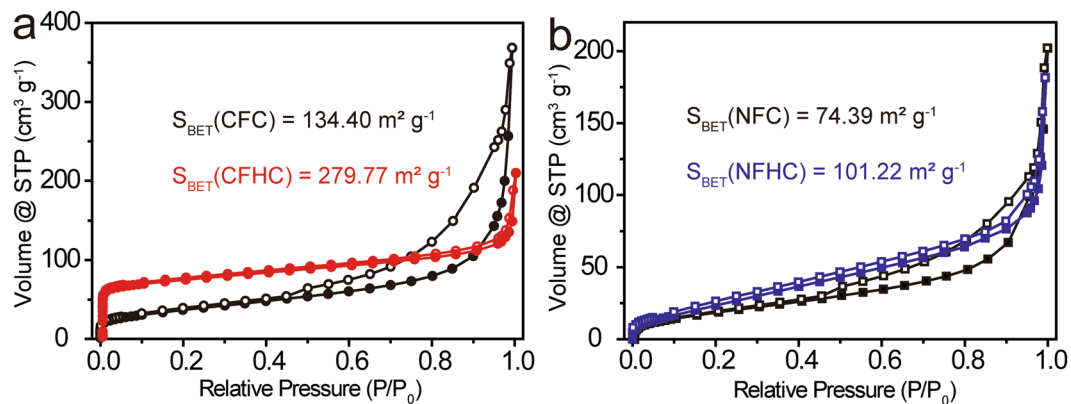 a
400
300
200
100
0
Volume @ STP (cm³ g⁻¹)
S_BET(CFC) = 134.40 m² g⁻¹
S_BET(CFHC) = 279.77 m² g⁻¹
0.0 0.2 0.4 0.6 0.8 1.0
Relative Pressure (P/P₀)
b
200
150
100
50
0
Volume @ STP (cm³ g⁻¹)
S_BET(NFC) = 74.39 m² g⁻¹
S_BET(NFHC) = 101.22 m² g⁻¹
0.0 0.2 0.4 0.6 0.8 1.0
Relative Pressure (P/P₀)